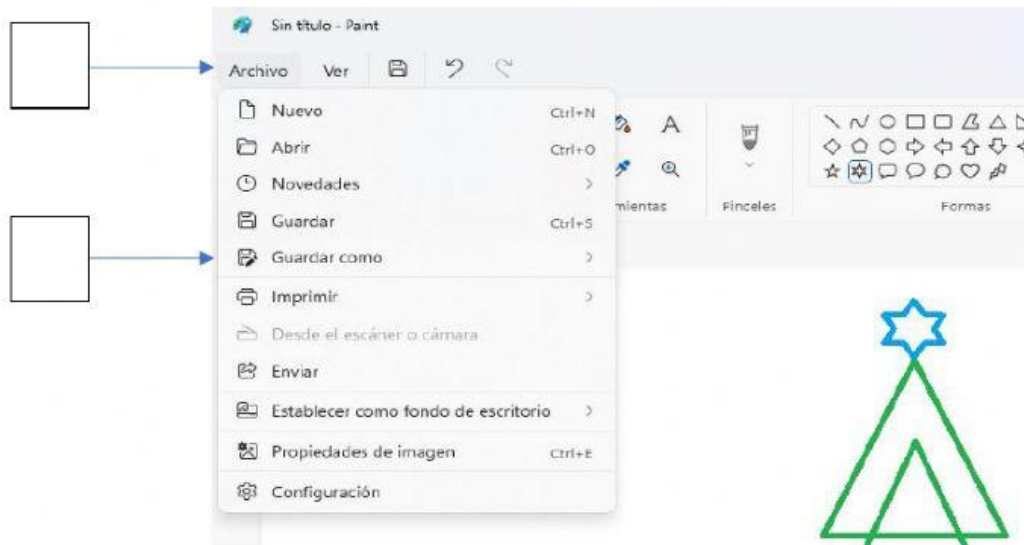 Sin título - Paint
Archivo Ver
Nuevo Ctrl+N
Abrir Ctrl+O
Novedades
Guardar Ctrl+S
Guardar como
Imprimir
Desde el escáner o cámara
Enviar
Establecer como fondo de escritorio
Propiedades de imagen Ctrl+E
Configuración
A
mientas Pinceles Formas